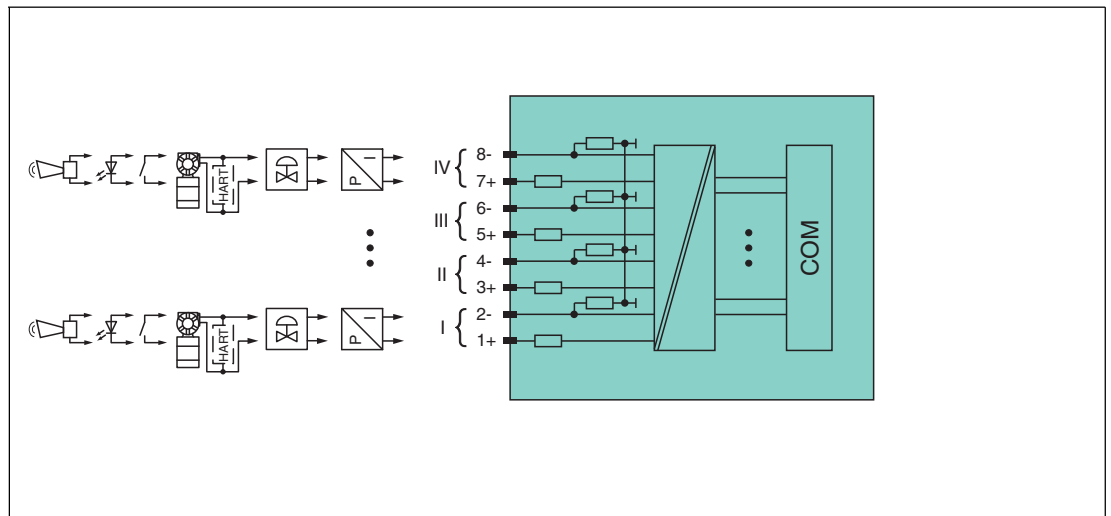 HART
P I
IV
8-
7+
III
6-
5+
II
4-
3+
I
2-
1+
COM
HART
P I